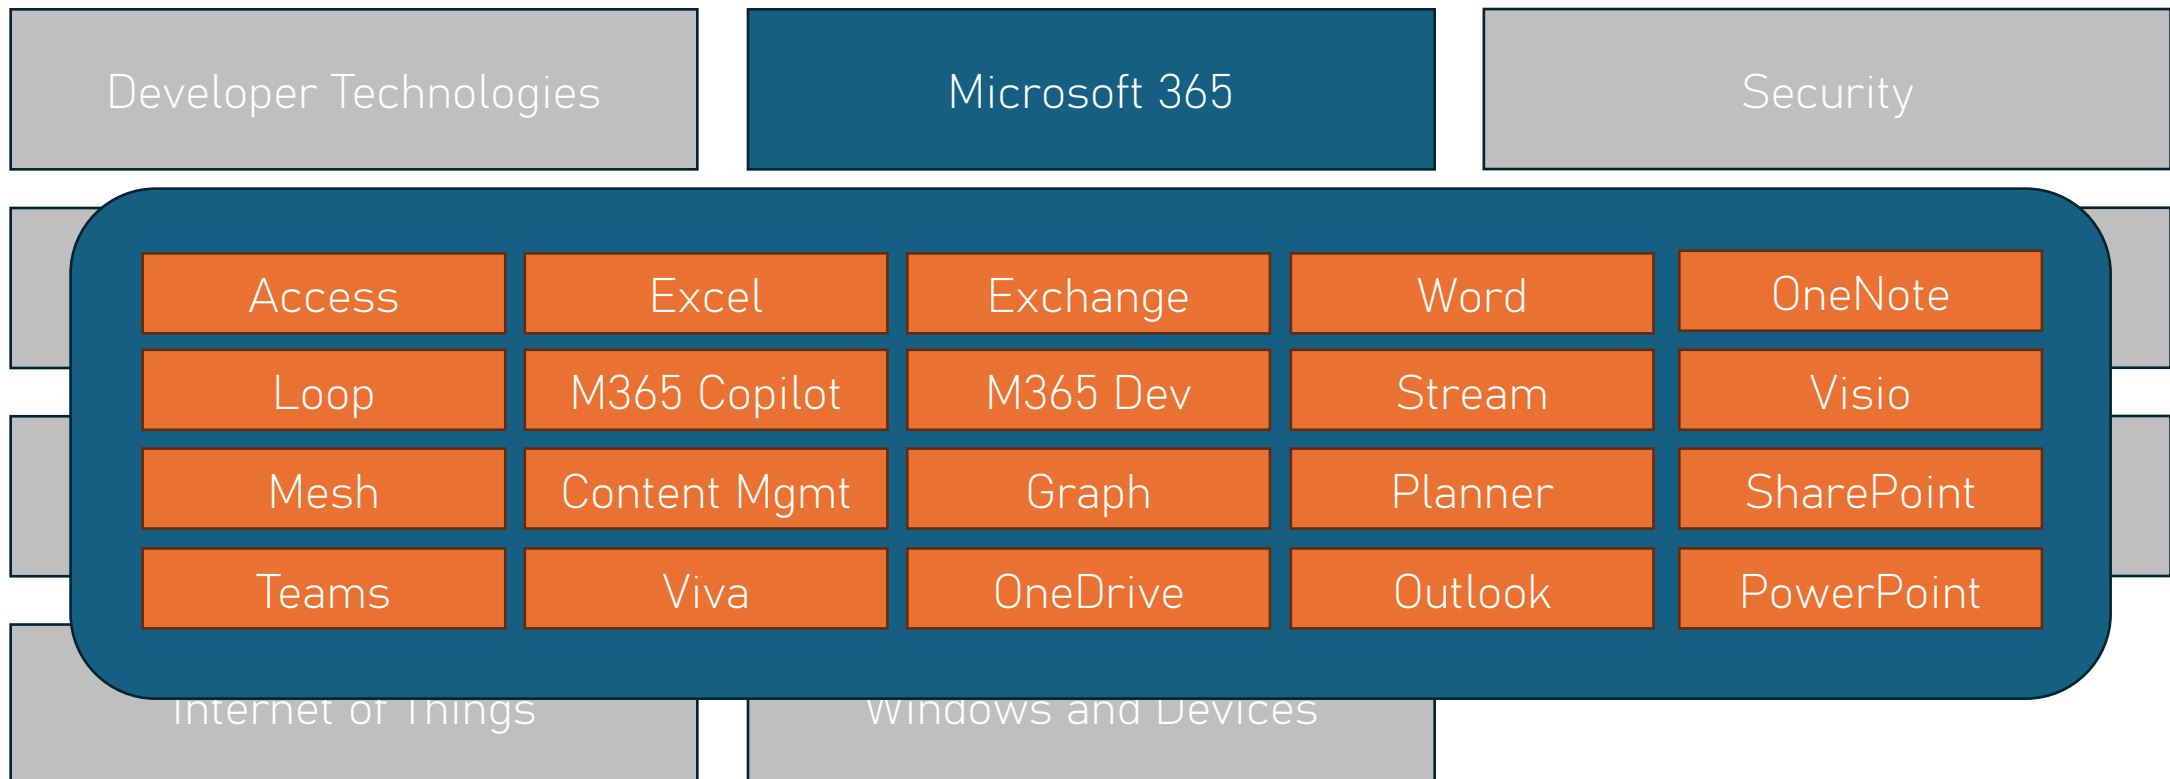 Developer Technologies
Microsoft 365
Security
Access
Excel
Exchange
Word
OneNote
Loop
M365 Copilot
M365 Dev
Stream
Visio
Mesh
Content Mgmt
Graph
Planner
SharePoint
Teams
Viva
OneDrive
Outlook
PowerPoint
Internet of Things
Windows and Devices